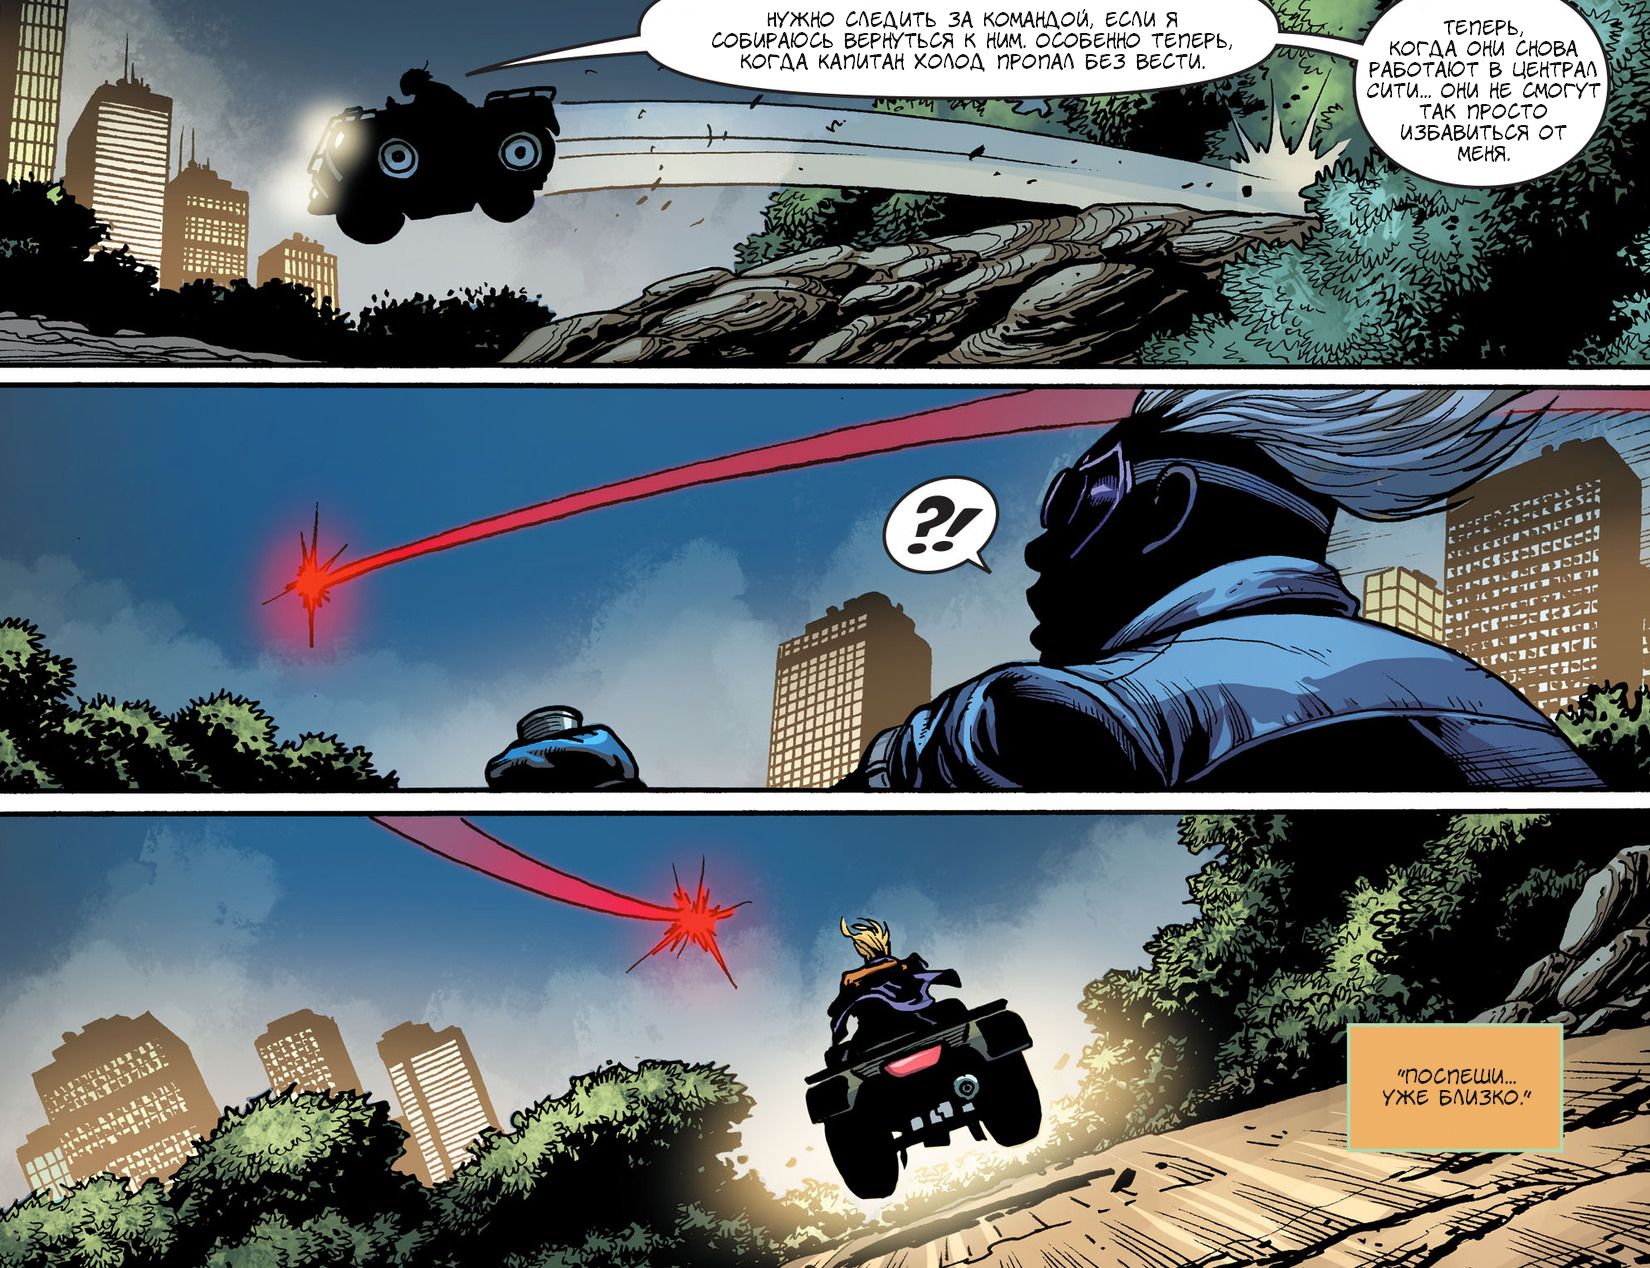 НУЖНО СЛЕДИТЬ ЗА КОМАНДОЙ, ЕСЛИ Я
СОБИРАЮСЬ ВЕРНУТЬСЯ К НИМ. ОСОБЕННО ТЕПЕРЬ,
КОГДА КАПИТАН ХОЛОД ПРОПАЛ БЕЗ ВЕСТИ.
ТЕПЕРЬ,
КОГДА ОНИ СНОВА
РАБОТАЮТ В ЦЕНТРАЛ
СИТИ... ОНИ НЕ СМОГУТ
ТАК ПРОСТО
ИЗБАВИТЬСЯ ОТ
МЕНЯ.
?!
"ПОСПЕШИ...
УЖЕ БЛИЗКО."